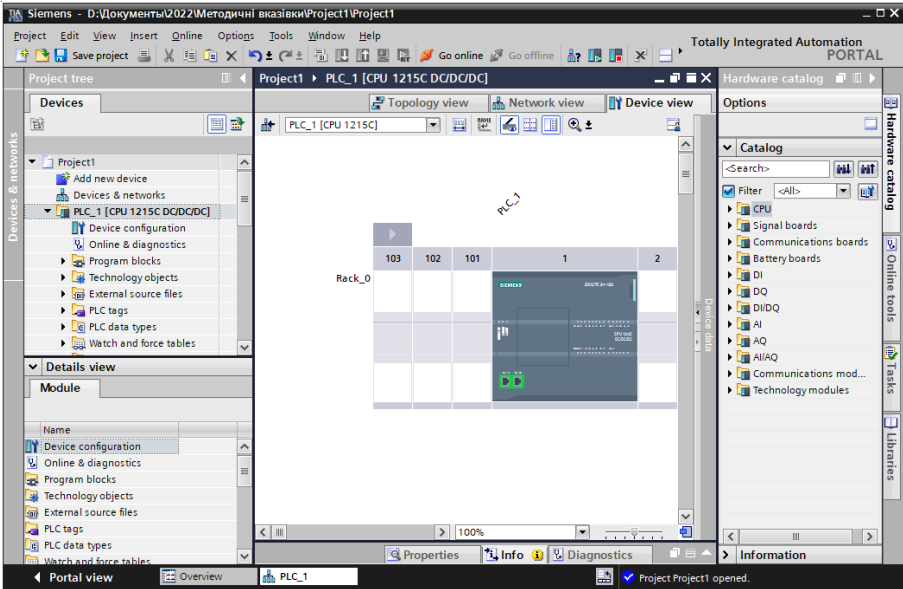 Siemens - D:\Документы\2022\Методичні вказівки\Project1\Project1
Project Edit View Insert Online Options Tools Window Help
Save project Go online Go offline
Totally Integrated Automation
PORTAL
Project tree
Devices
Devices & networks
Project1
Add new device
Devices & networks
PLC_1 [CPU 1215C DC/DC/DC]
Device configuration
Online & diagnostics
Program blocks
Technology objects
External source files
PLC tags
PLC data types
Watch and force tables
Details view
Module
Name
Device configuration
Online & diagnostics
Program blocks
Technology objects
External source files
PLC tags
PLC data types
Watch and force tables
Project1 PLC_1 [CPU 1215C DC/DC/DC]
Topology view Network view Device view
PLC_1 [CPU 1215C]
PLC_1
103 102 101 1 2
Rack_0
SIEMENS
Device data
100%
Properties Info Diagnostics
Hardware catalog
Options
Catalog
<Search>
Filter <All>
CPU
Signal boards
Communications boards
Battery boards
DI
DQ
DI/DQ
AI
AQ
AI/AQ
Communications mod...
Technology modules
Information
Hardware catalog
Online tools
Tasks
Libraries
Portal view Overview PLC_1 Project Project1 opened.